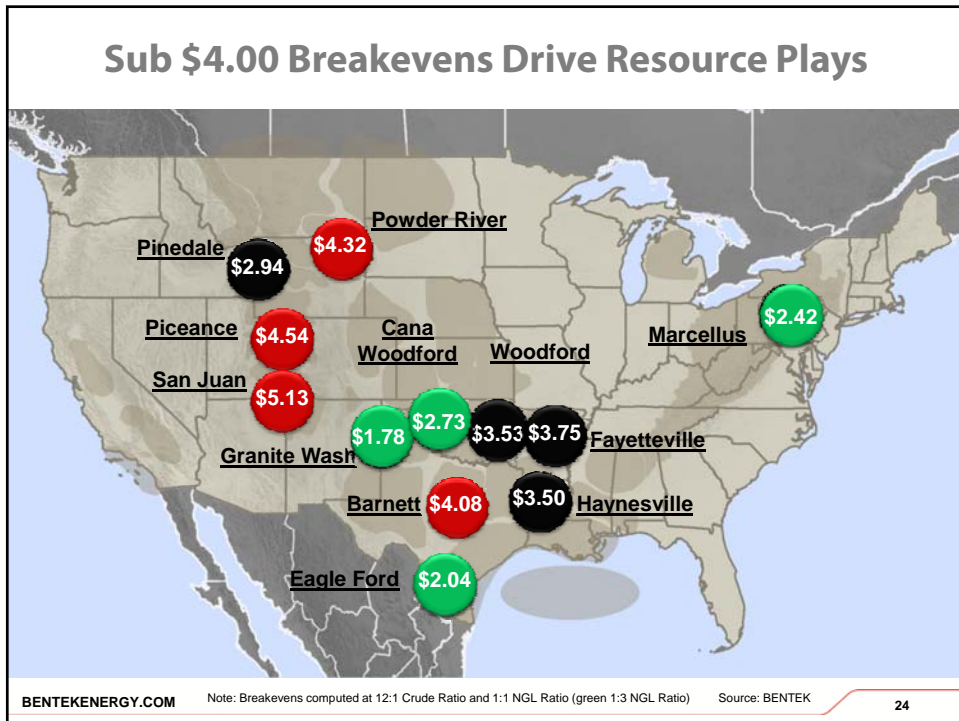 Sub $4.00 Breakevens Drive Resource Plays
Powder River
$4.32
Pinedale
$2.94
Piceance
$4.54
San Juan
$5.13
Cana
Woodford
$2.73
Woodford
$3.53
Marcellus
$2.42
$1.78
Granite Wash
$3.75
Fayetteville
Barnett
$4.08
$3.50
Haynesville
Eagle Ford
$2.04
BENTEKENERGY.COM
Note: Breakevens computed at 12:1 Crude Ratio and 1:1 NGL Ratio (green 1:3 NGL Ratio)
Source: BENTEK
24